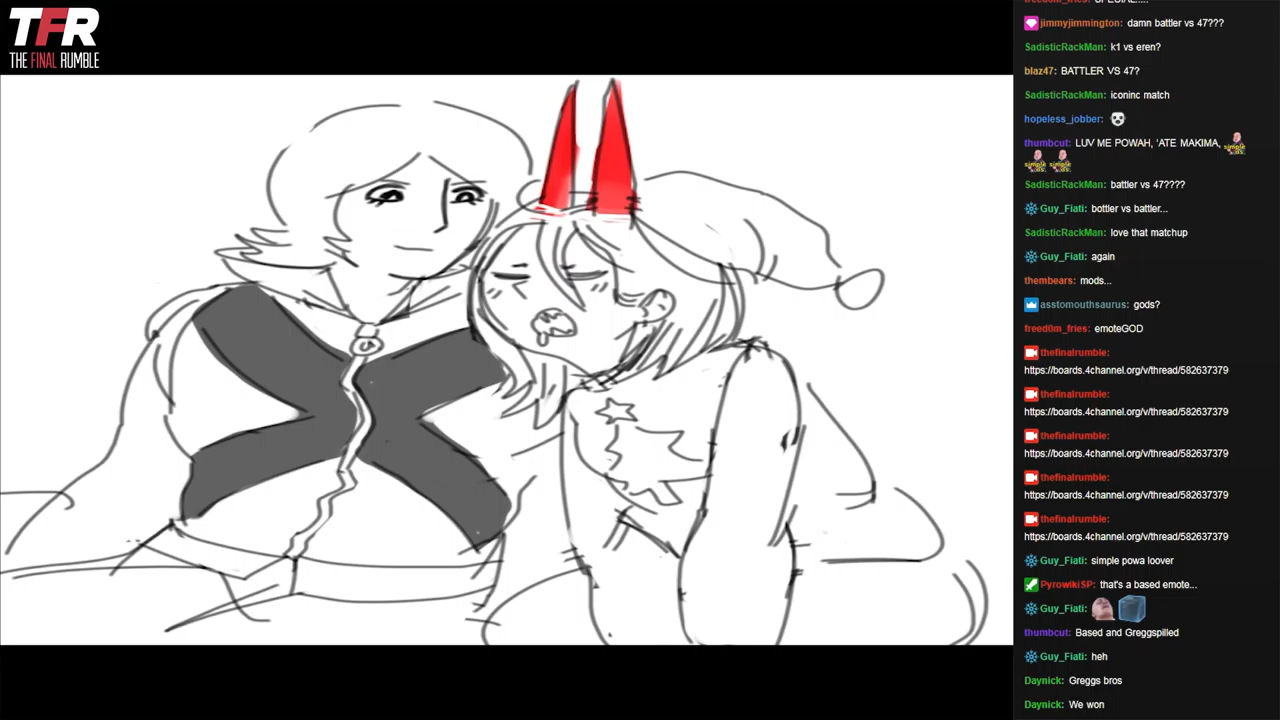 TFR
THE FINAL RUMBLE
jimmyjimmington: damn battler vs 47???
SadisticRackMan: k1 vs eren?
blaz47: BATTLER VS 47?
SadisticRackMan: iconinc match
hopeless_jobber:
thumbcut: LUV ME POWAH, 'ATE MAKIMA,
SadisticRackMan: battler vs 47????
Guy_Fiati: bottler vs battler...
SadisticRackMan: love that matchup
Guy_Fiati: again
thembears: mods...
asstomouthsaurus: gods?
freed0m_fries: emoteGOD
thefinalrumble:
https://boards.4channel.org/v/thread/582637379
thefinalrumble:
https://boards.4channel.org/v/thread/582637379
thefinalrumble:
https://boards.4channel.org/v/thread/582637379
thefinalrumble:
https://boards.4channel.org/v/thread/582637379
thefinalrumble:
https://boards.4channel.org/v/thread/582637379
Guy_Fiati: simple powa loover
PyrowikiSP: that's a based emote...
Guy_Fiati:
thumbcut: Based and Greggspilled
Guy_Fiati: heh
Daynick: Greggs bros
Daynick: We won